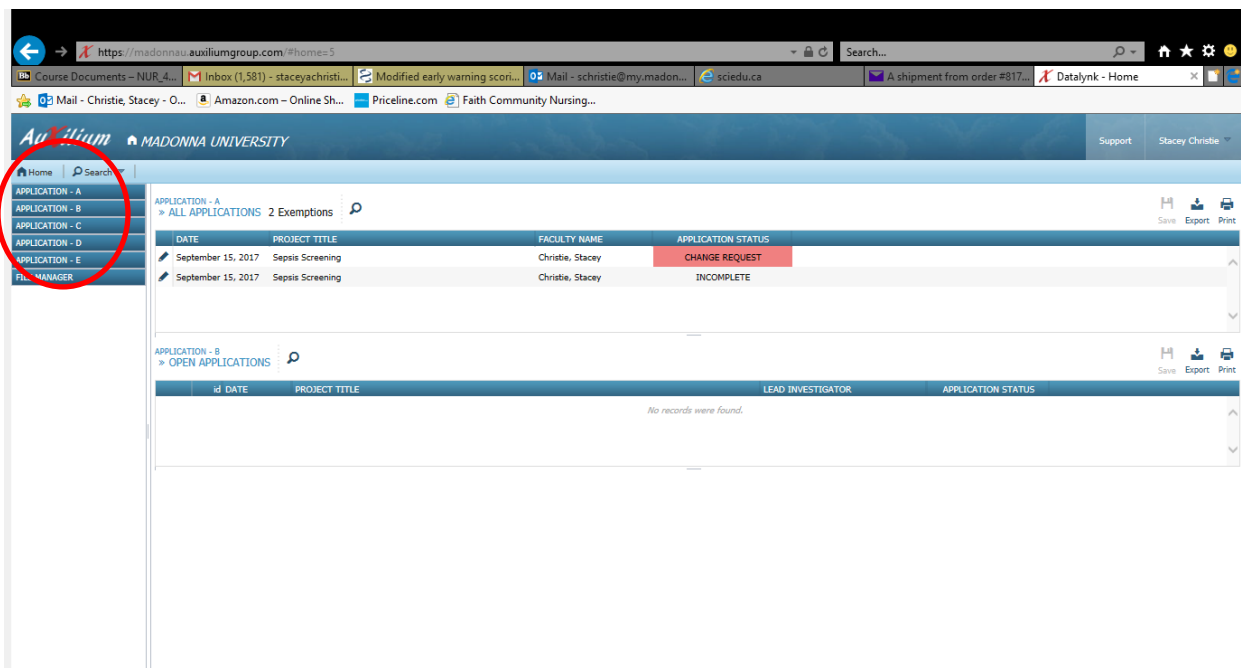 https://madonnau.auxiliumgroup.com/#home=5 Search...
Bb Course Documents – NUR_4... Inbox (1,581) - staceyachristi... Modified early warning scori... Mail - schristie@my.madon... sciedu.ca A shipment from order #817... Datalynk - Home
Mail - Christie, Stacey - O... Amazon.com – Online Sh... Priceline.com Faith Community Nursing...
AuXilium MADONNA UNIVERSITY Support Stacey Christie
Home Search
APPLICATION - A
APPLICATION - B
APPLICATION - C
APPLICATION - D
APPLICATION - E
FILE MANAGER
APPLICATION - A
» ALL APPLICATIONS 2 Exemptions
Save Export Print
DATE PROJECT TITLE FACULTY NAME APPLICATION STATUS
September 15, 2017 Sepsis Screening Christie, Stacey CHANGE REQUEST
September 15, 2017 Sepsis Screening Christie, Stacey INCOMPLETE
APPLICATION - B
» OPEN APPLICATIONS
Save Export Print
id DATE PROJECT TITLE LEAD INVESTIGATOR APPLICATION STATUS
No records were found.